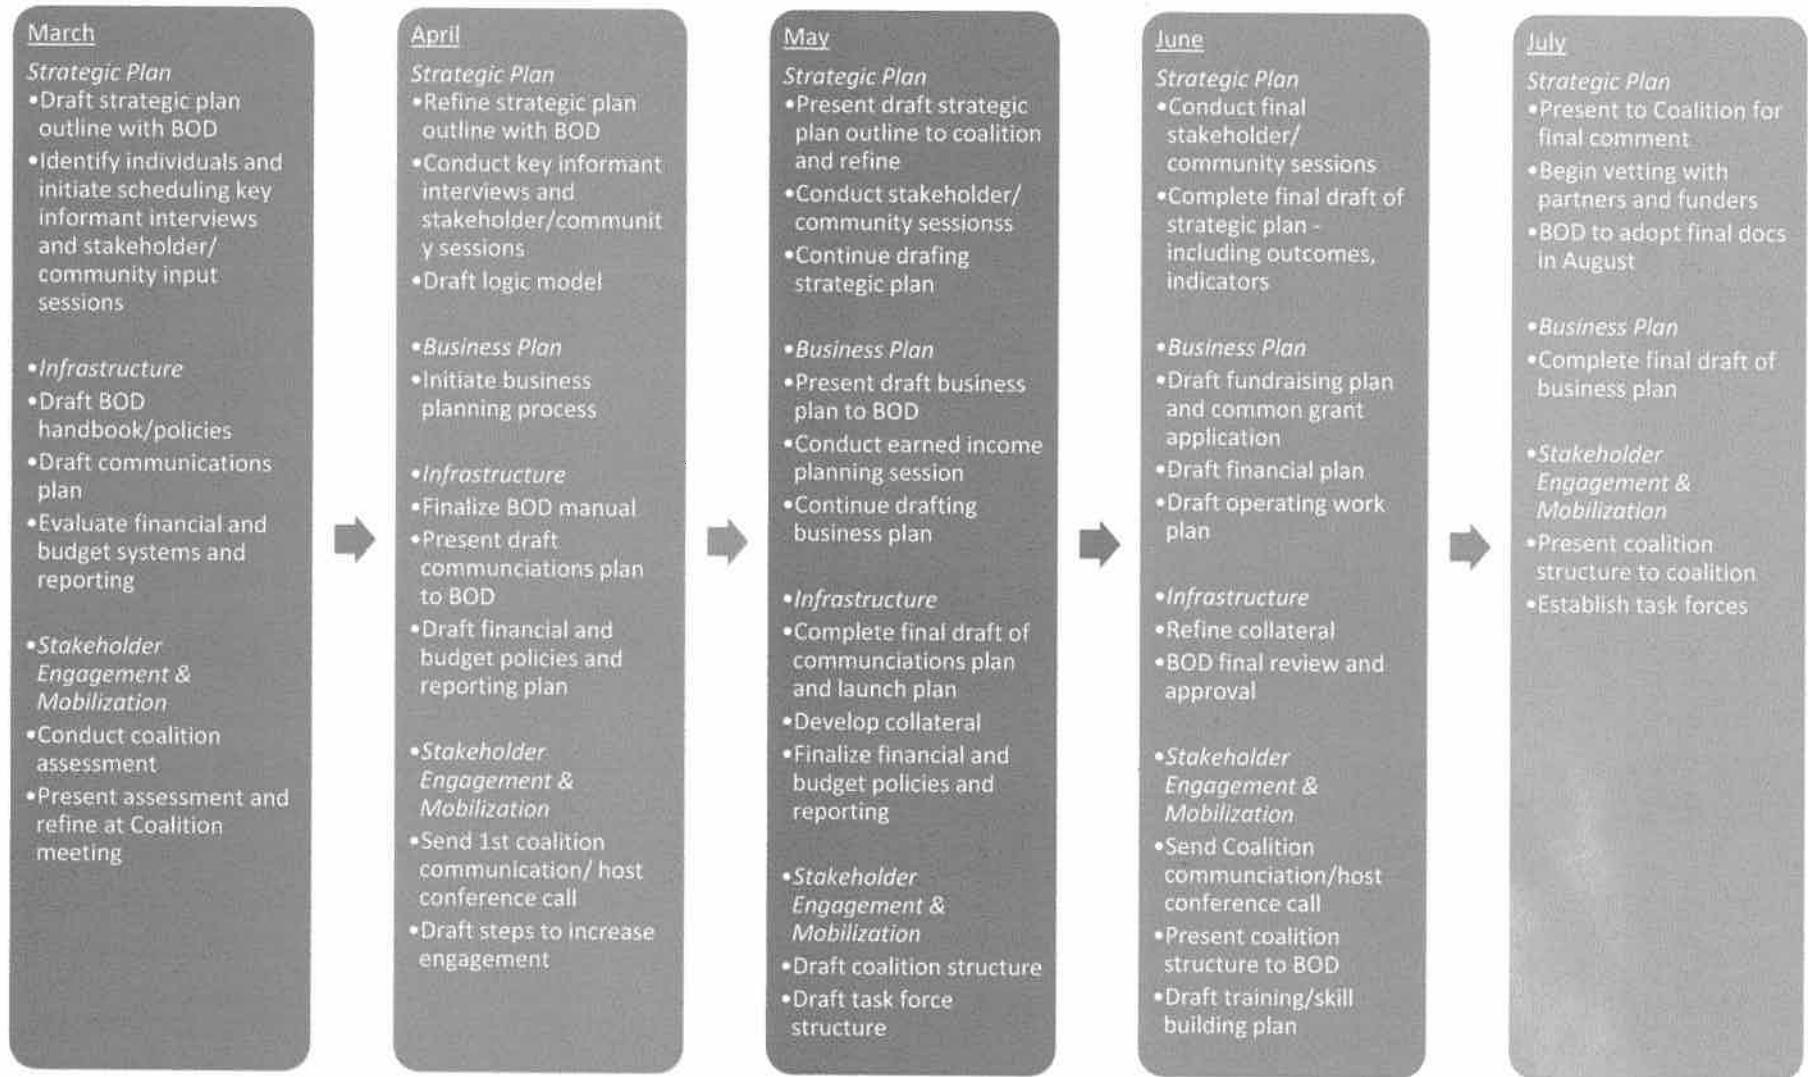 March
Strategic Plan
•Draft strategic plan
outline with BOD
•Identify individuals and
initiate scheduling key
informant interviews
and stakeholder/
community input
sessions
•Infrastructure
•Draft BOD
handbook/policies
•Draft communications
plan
•Evaluate financial and
budget systems and
reporting
•Stakeholder
Engagement &
Mobilization
•Conduct coalition
assessment
•Present assessment and
refine at Coalition
meeting
April
Strategic Plan
•Refine strategic plan
outline with BOD
•Conduct key informant
interviews and
stakeholder/communit
y sessions
•Draft logic model
•Business Plan
•Initiate business
planning process
•Infrastructure
•Finalize BOD manual
•Present draft
communciations plan
to BOD
•Draft financial and
budget policies and
reporting plan
•Stakeholder
Engagement &
Mobilization
•Send 1st coalition
communication/ host
conference call
•Draft steps to increase
engagement
May
Strategic Plan
•Present draft strategic
plan outline to coalition
and refine
•Conduct stakeholder/
community sessionss
•Continue drafing
strategic plan
•Business Plan
•Present draft business
plan to BOD
•Conduct earned income
planning session
•Continue drafting
business plan
•Infrastructure
•Complete final draft of
communciations plan
and launch plan
•Develop collateral
•Finalize financial and
budget policies and
reporting
•Stakeholder
Engagement &
Mobilization
•Draft coalition structure
•Draft task force
structure
June
Strategic Plan
•Conduct final
stakeholder/
community sessions
•Complete final draft of
strategic plan -
including outcomes,
indicators
•Business Plan
•Draft fundraising plan
and common grant
application
•Draft financial plan
•Draft operating work
plan
•Infrastructure
•Refine collateral
•BOD final review and
approval
•Stakeholder
Engagement &
Mobilization
•Send Coalition
communciation/host
conference call
•Present coalition
structure to BOD
•Draft training/skill
building plan
July
Strategic Plan
•Present to Coalition for
final comment
•Begin vetting with
partners and funders
•BOD to adopt final docs
in August
•Business Plan
•Complete final draft of
business plan
•Stakeholder
Engagement &
Mobilization
•Present coalition
structure to coalition
•Establish task forces